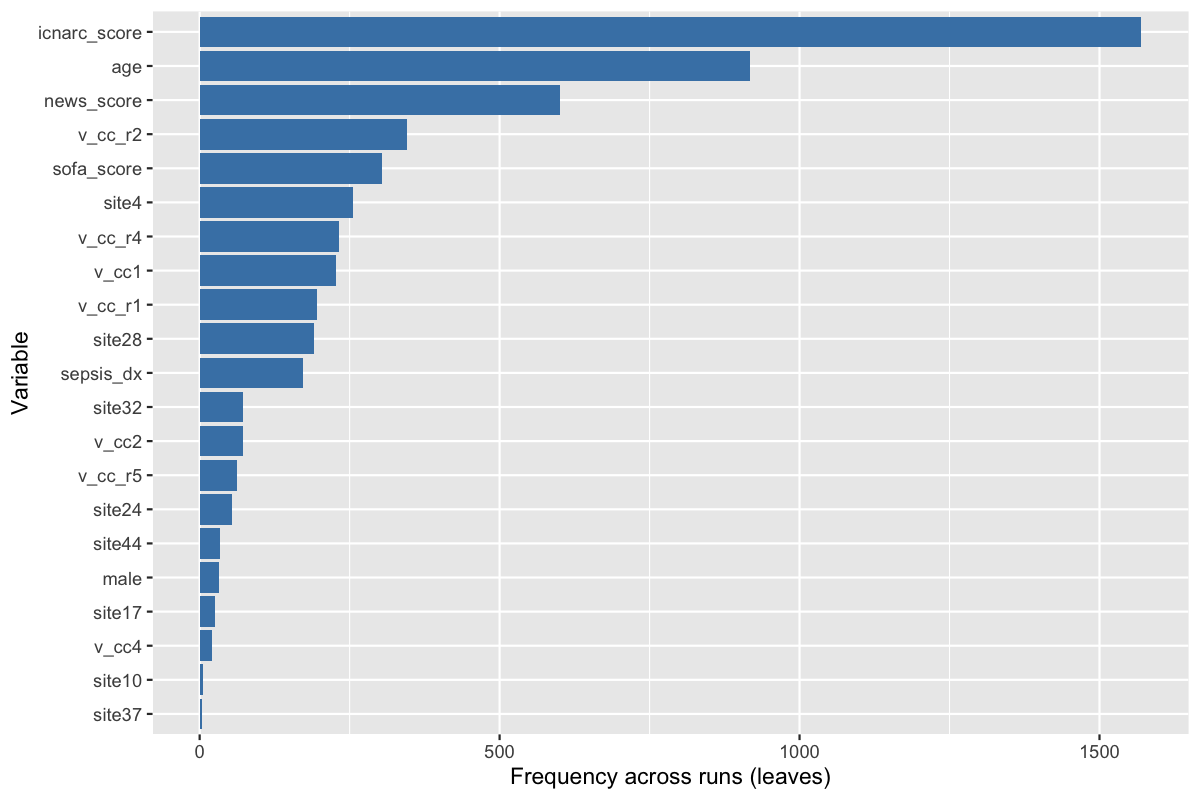 icnarc_score
age
news_score
v_cc_r2
sofa_score
site4
v_cc_r4
v_cc1
v_cc_r1
site28
sepsis_dx
site32
v_cc2
v_cc_r5
site24
site44
male
site17
v_cc4
site10
site37
Variable
0 500 1000 1500
Frequency across runs (leaves)